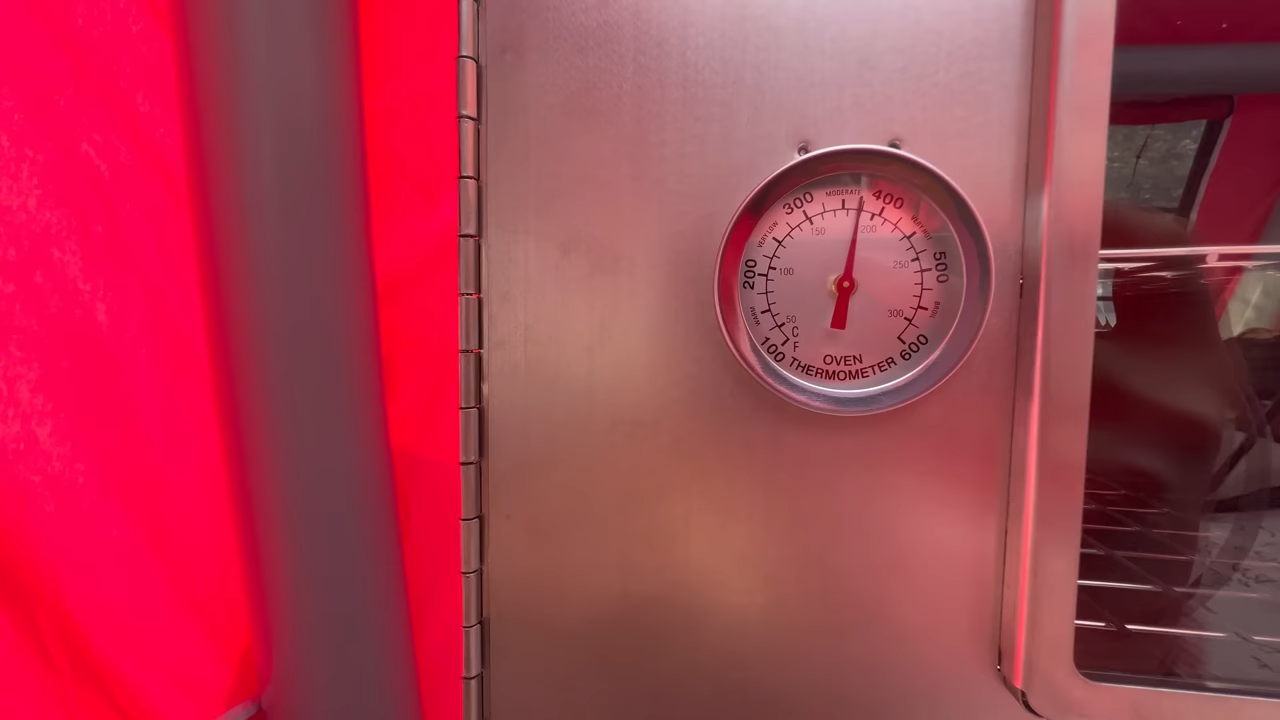 MODERATE
300 400
VERY LOW VERY HOT
150 200
200 100 250 500
WARM BROIL
50 300
C
F
100 600
OVEN
THERMOMETER